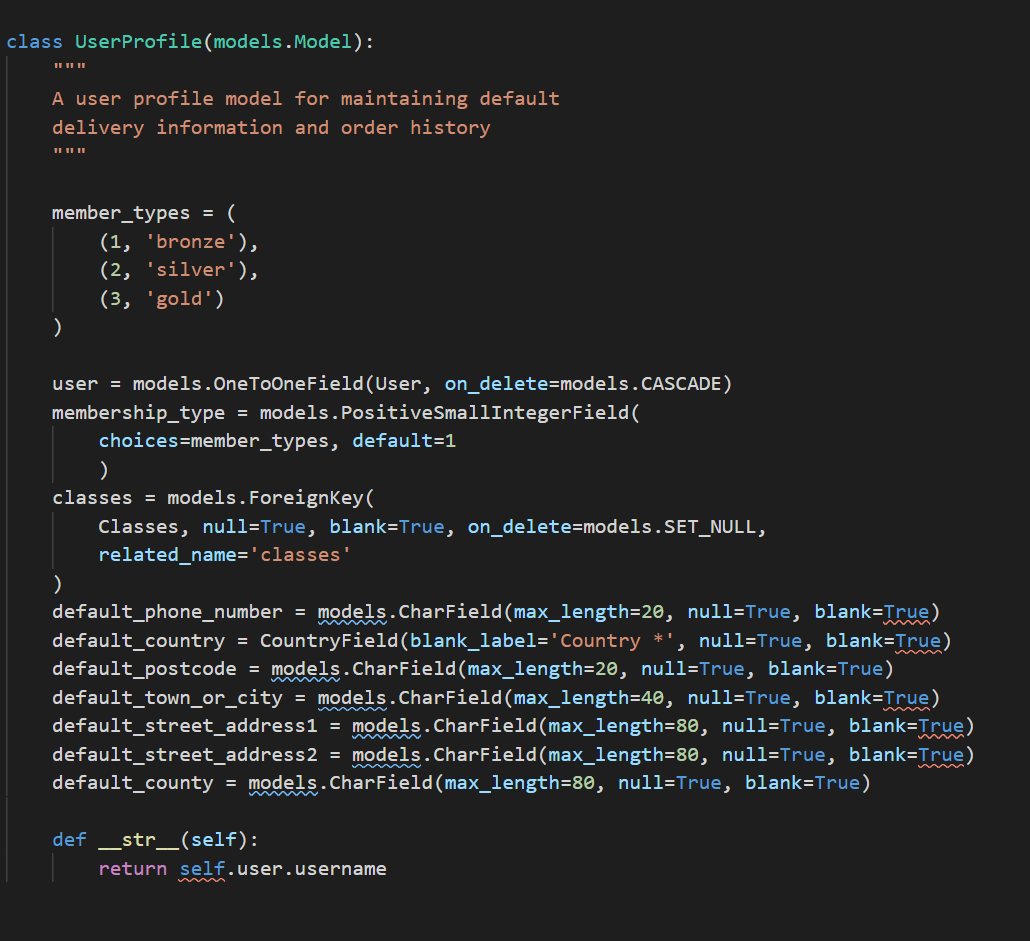 class UserProfile(models.Model):
    """
    A user profile model for maintaining default
    delivery information and order history
    """
    member_types = (
        (1, 'bronze'),
        (2, 'silver'),
        (3, 'gold')
    )
    user = models.OneToOneField(User, on_delete=models.CASCADE)
    membership_type = models.PositiveSmallIntegerField(
        choices=member_types, default=1
        )
    classes = models.ForeignKey(
        Classes, null=True, blank=True, on_delete=models.SET_NULL,
        related_name='classes'
    )
    default_phone_number = models.CharField(max_length=20, null=True, blank=True)
    default_country = CountryField(blank_label='Country *', null=True, blank=True)
    default_postcode = models.CharField(max_length=20, null=True, blank=True)
    default_town_or_city = models.CharField(max_length=40, null=True, blank=True)
    default_street_address1 = models.CharField(max_length=80, null=True, blank=True)
    default_street_address2 = models.CharField(max_length=80, null=True, blank=True)
    default_county = models.CharField(max_length=80, null=True, blank=True)
    def __str__(self):
        return self.user.username